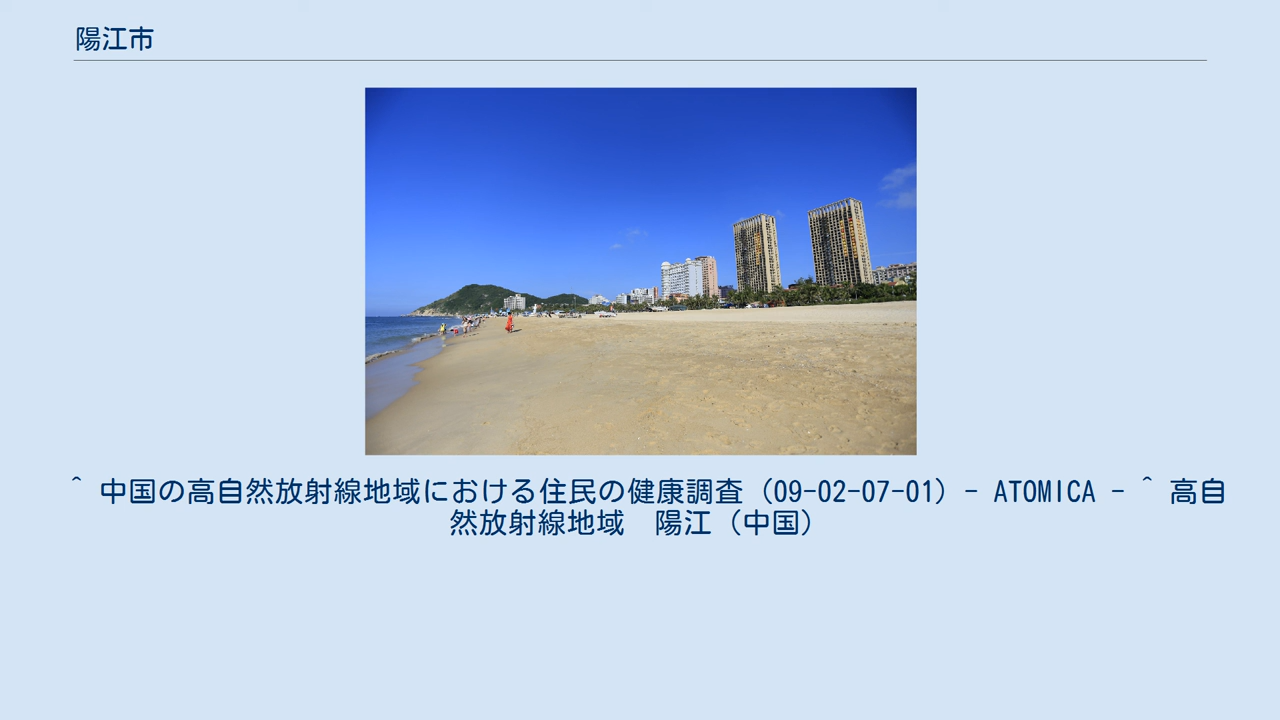 陽江市
^ 中国の高自然放射線地域における住民の健康調査 (09-02-07-01) - ATOMICA - ^ 高自
然放射線地域　陽江（中国）